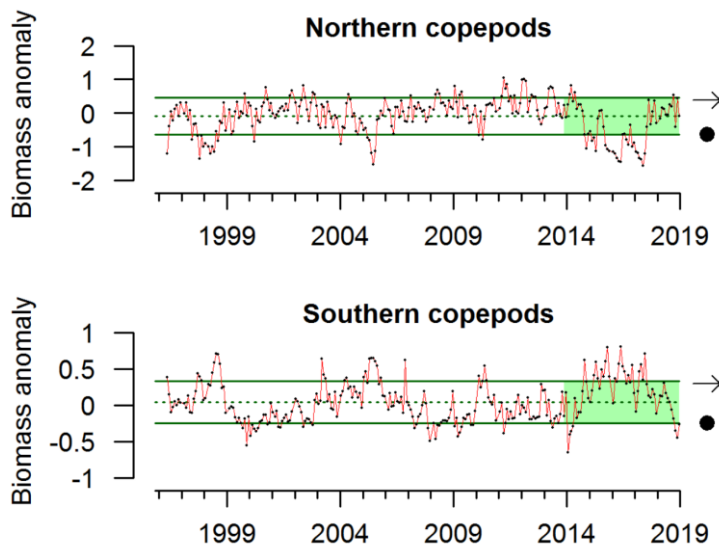 Northern copepods
Biomass anomaly
2
1
0
-1
-2
1999 2004 2009 2014 2019
Southern copepods
Biomass anomaly
1
0.5
0
-0.5
-1
1999 2004 2009 2014 2019